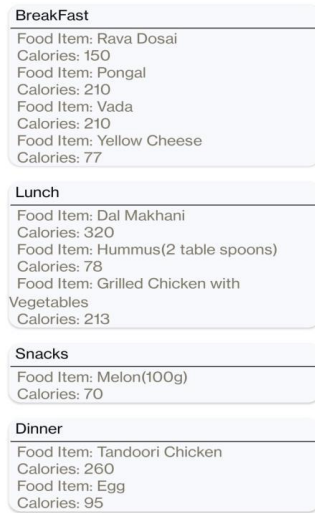 BreakFast
Food Item: Rava Dosai
Calories: 150
Food Item: Pongal
Calories: 210
Food Item: Vada
Calories: 210
Food Item: Yellow Cheese
Calories: 77
Lunch
Food Item: Dal Makhani
Calories: 320
Food Item: Hummus(2 table spoons)
Calories: 78
Food Item: Grilled Chicken with
Vegetables
Calories: 213
Snacks
Food Item: Melon(100g)
Calories: 70
Dinner
Food Item: Tandoori Chicken
Calories: 260
Food Item: Egg
Calories: 95